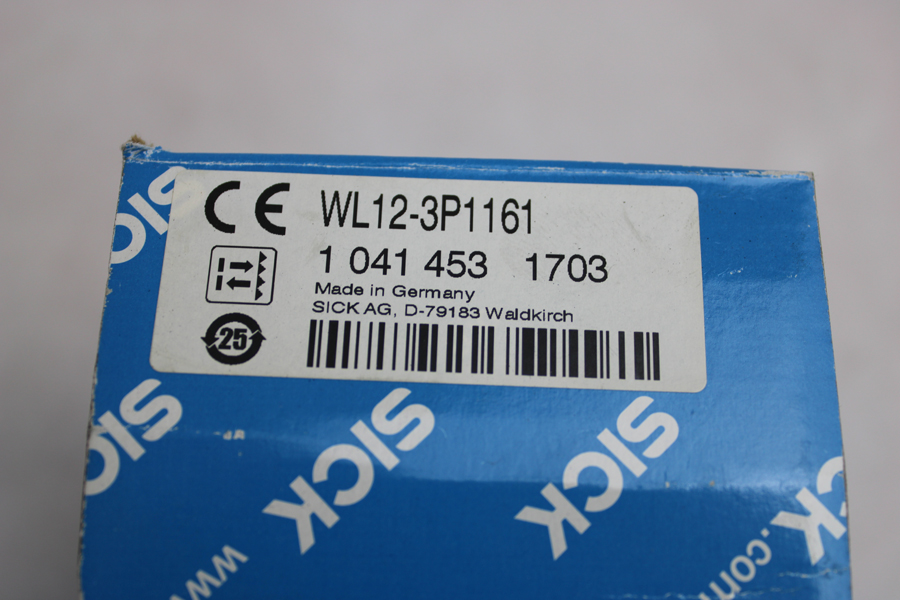 SICK
CE WL12-3P1161
1 041 453 1703
Made in Germany
SICK AG, D-79183 Waldkirch
25
SICK
SICK
SICK
SICK
www.
.com